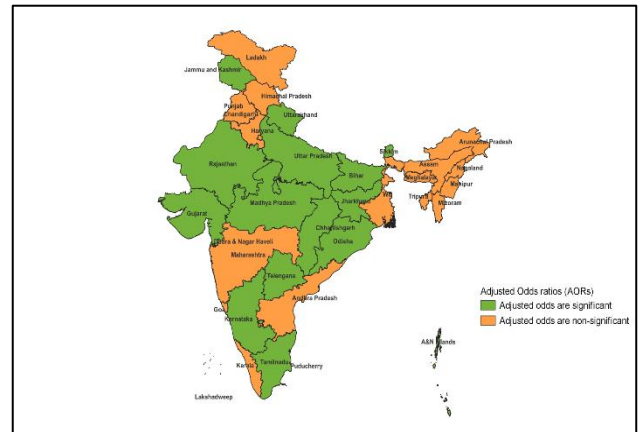 Ladakh
Jammu and Kashmir
Himachal Pradesh
Punjab
Chandigarh
Uttarakhand
Haryana
Arunachal Pradesh
Sikkim
Rajasthan
Uttar Pradesh
Assam
Nagaland
Bihar
Meghalaya
Manipur
Tripura
Mizoram
Jharkhand
WB
Gujarat
Madhya Pradesh
Chhattishgarh
Odisha
Dadra & Nagar Haveli
Maharashtra
Telengana
Adjusted Odds ratios (AORs)
Adjusted odds are significant
Adjusted odds are non-significant
Andhra Pradesh
Goa
Karnataka
A&N Islands
Kerala
Tamilnadu
Puducherry
Lakshadweep